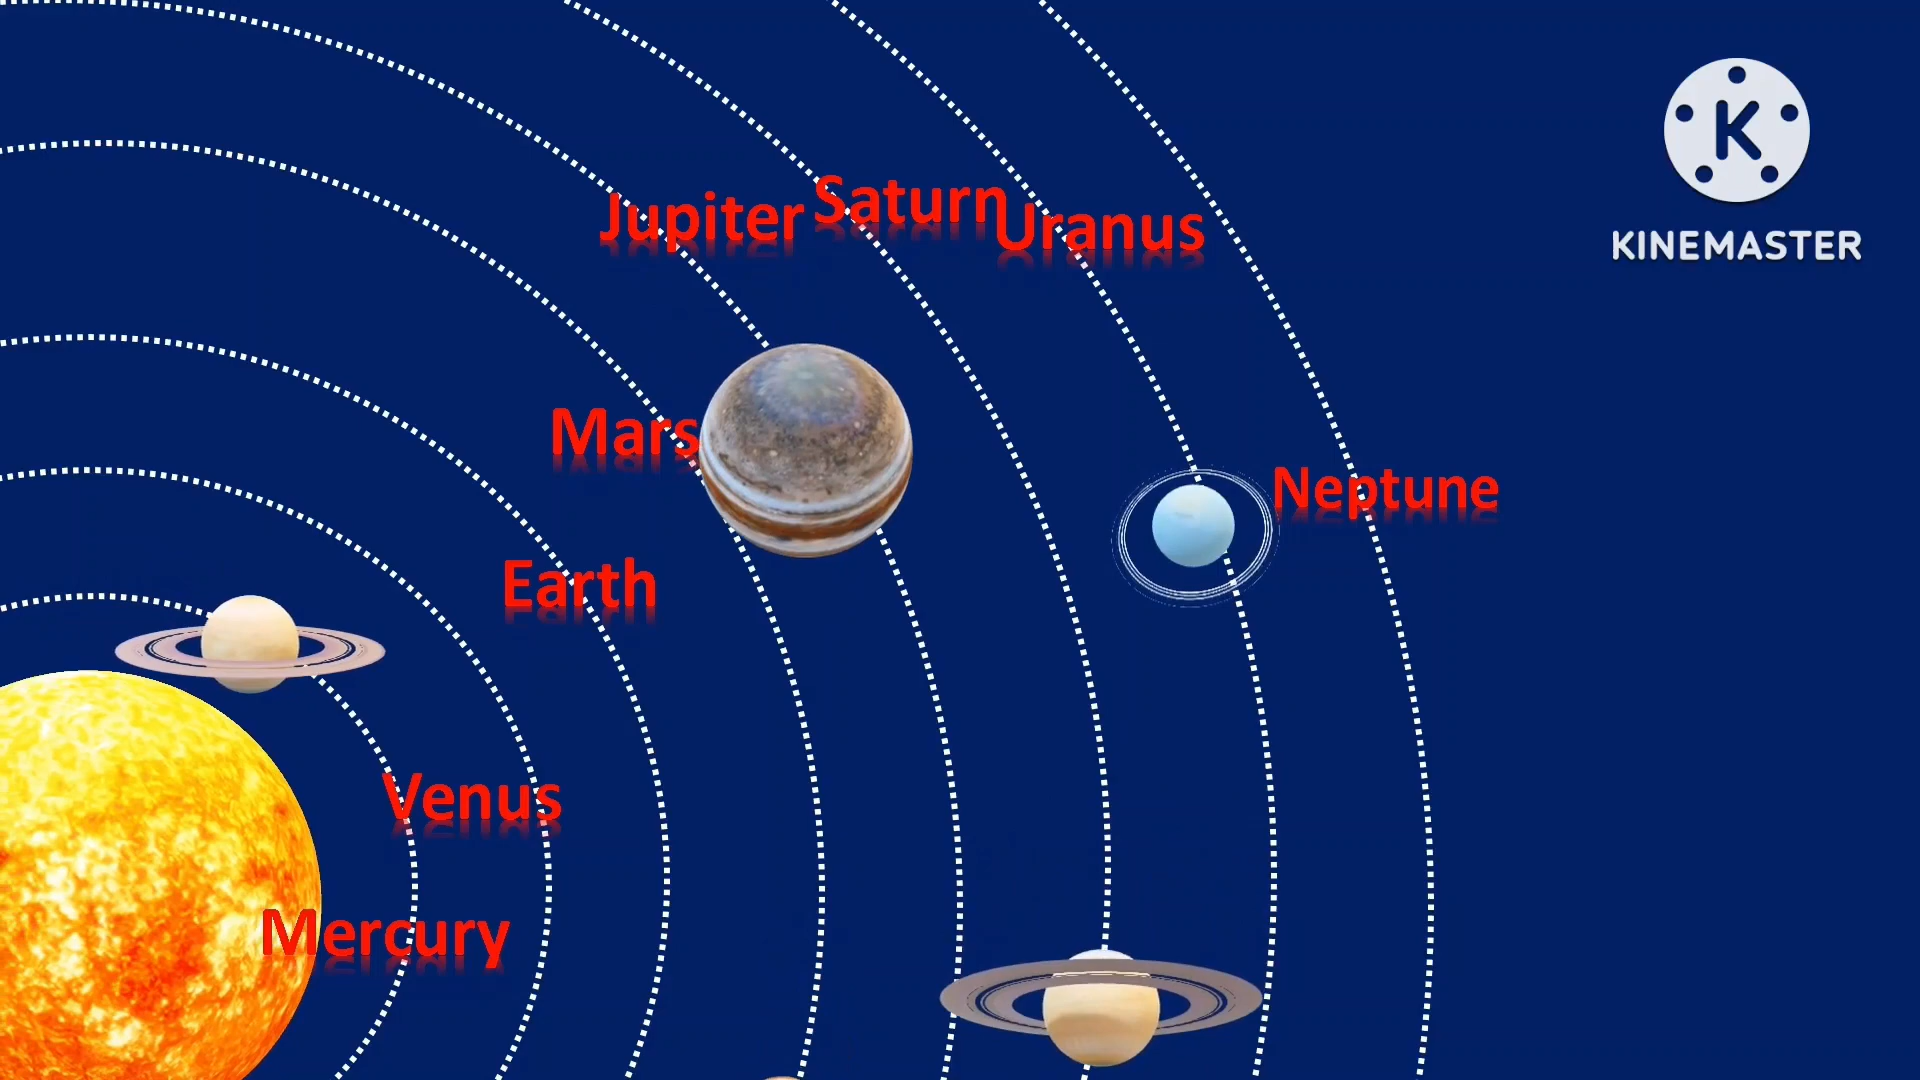 Jupiter
Saturn
Uranus
K
KINEMASTER
Mars
Neptune
Earth
Venus
Mercury